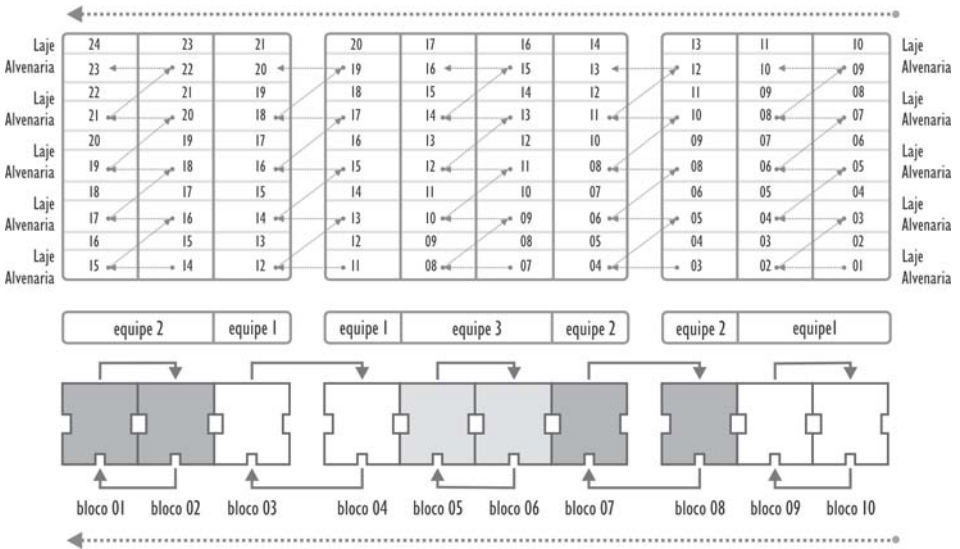 Laje 24 23 21 20 17 16 14 13 11 10 Laje
Alvenaria 23 22 20 19 16 15 13 12 10 09 Alvenaria
Laje 22 21 19 18 15 14 12 11 09 08 Laje
Alvenaria 21 20 18 17 14 13 11 10 08 07 Alvenaria
Laje 20 19 17 16 13 12 10 09 07 06 Laje
Alvenaria 19 18 16 15 12 11 08 08 06 05 Alvenaria
Laje 18 17 15 14 11 10 07 06 05 04 Laje
Alvenaria 17 16 14 13 10 09 06 05 04 03 Alvenaria
Laje 16 15 13 12 09 08 05 04 03 02 Laje
Alvenaria 15 14 12 11 08 07 04 03 02 01 Alvenaria
equipe 2 equipe 1 equipe 1 equipe 3 equipe 2 equipe 2 equipe1
bloco 01 bloco 02 bloco 03 bloco 04 bloco 05 bloco 06 bloco 07 bloco 08 bloco 09 bloco 10